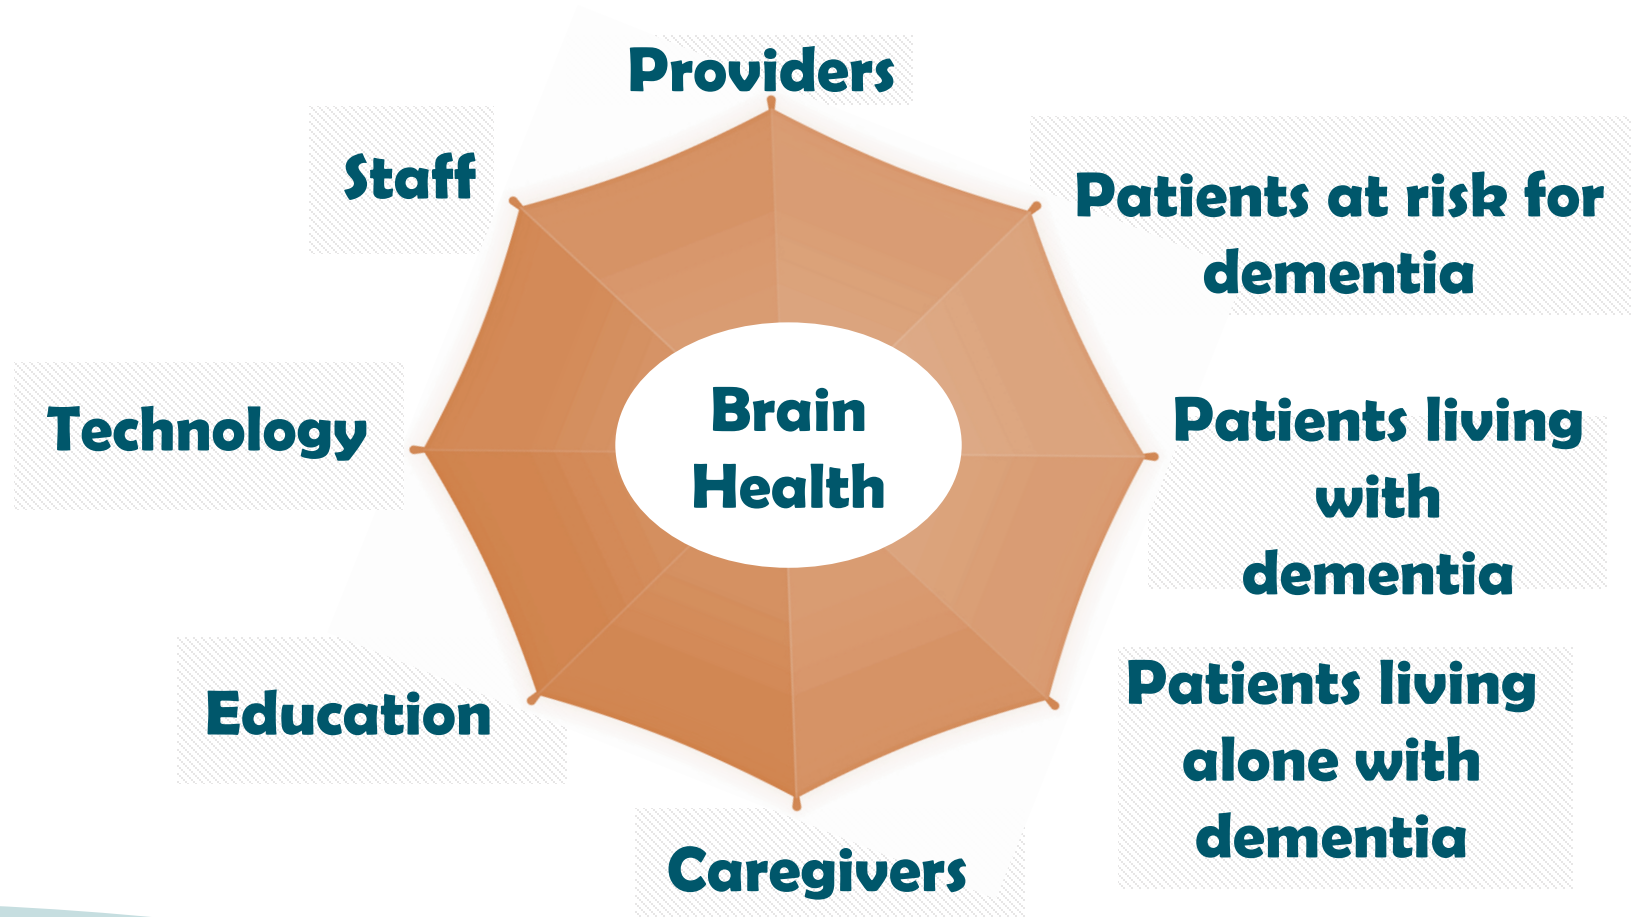 Providers
Staff
Patients at risk for
dementia
Technology
Brain
Health
Patients living
with
dementia
Education
Patients living
alone with
dementia
Caregivers